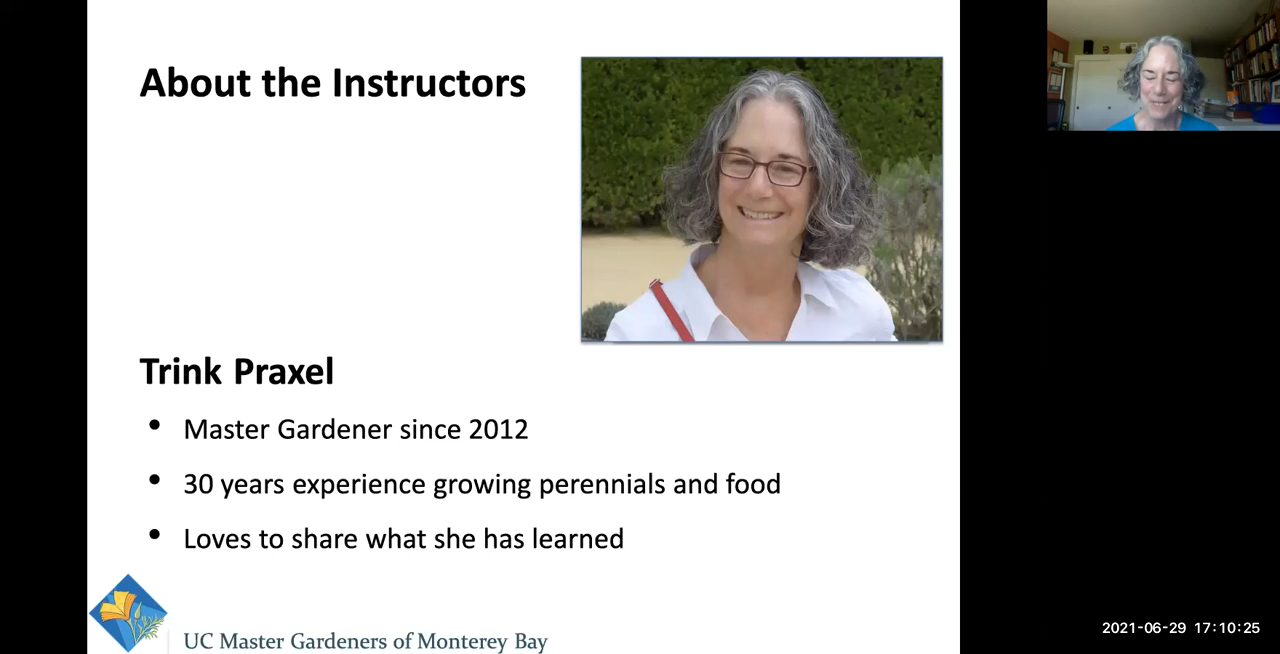 About the Instructors
Trink Praxel
• Master Gardener since 2012
• 30 years experience growing perennials and food
• Loves to share what she has learned
UC Master Gardeners of Monterey Bay
2021-06-29 17:10:25